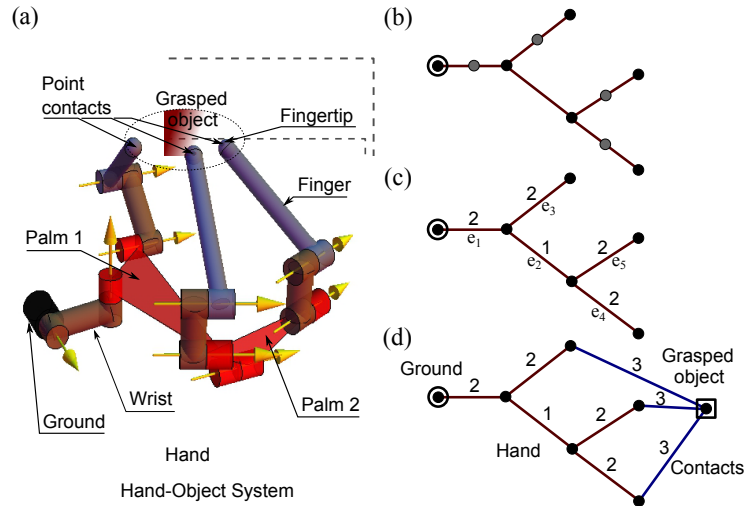 (a)
Point
contacts
Grasped
object
Fingertip
Finger
Palm 1
Ground
Wrist
Palm 2
Hand
Hand-Object System
(b)
(c)
2
e1
2
e3
1
e2
2
e5
2
e4
(d)
Ground
2
2
1
2
2
Hand
3
3
3
Grasped
object
Contacts